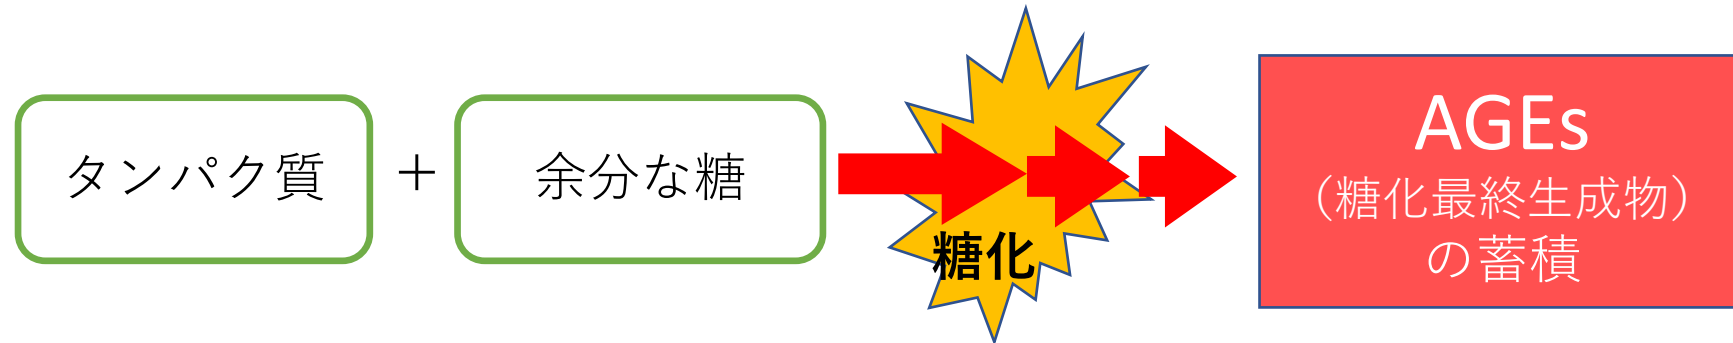 タンパク質
+
余分な糖
糖化
AGEs
（糖化最終生成物）
の蓄積